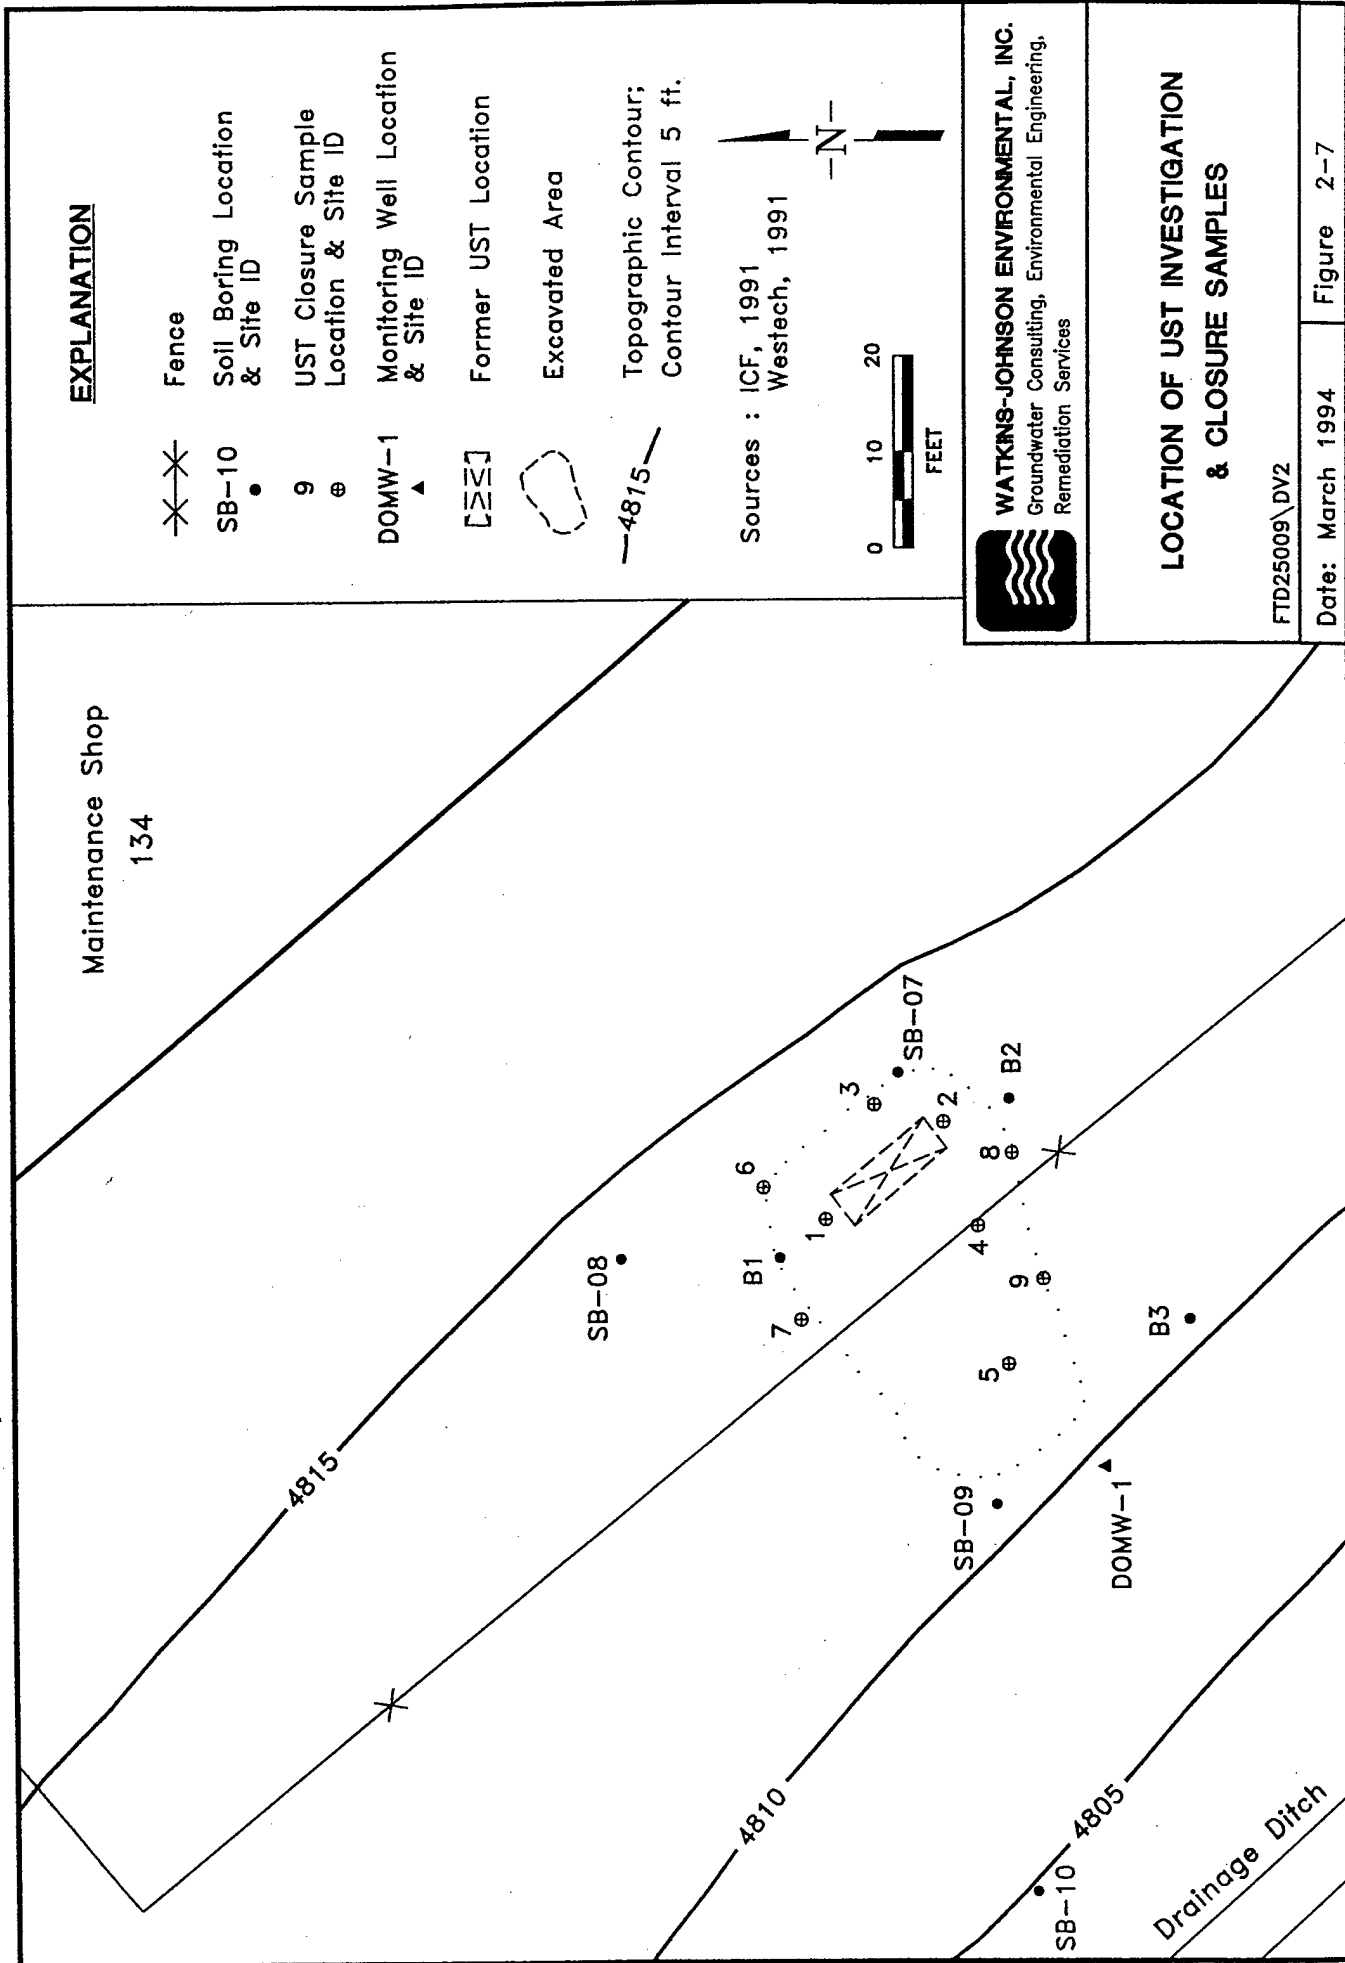 Maintenance Shop
134
4815
SB-08
6
B1
7
1
3
SB-07
2
B2
8
4
9
5
B3
SB-09
DOMW-1
4810
4805
SB-10
Drainage Ditch
EXPLANATION
Fence
SB-10
Soil Boring Location
& Site ID
9
UST Closure Sample
Location & Site ID
DOMW-1
Monitoring Well Location
& Site ID
Former UST Location
Excavated Area
4815
Topographic Contour;
Contour Interval 5 ft.
Sources : ICF, 1991
Westech, 1991
-N-
0 10 20
FEET
WATKINS-JOHNSON ENVIRONMENTAL, INC.
Groundwater Consulting, Environmental Engineering,
Remediation Services
LOCATION OF UST INVESTIGATION
& CLOSURE SAMPLES
FTD25009\DV2
Date: March 1994
Figure 2-7